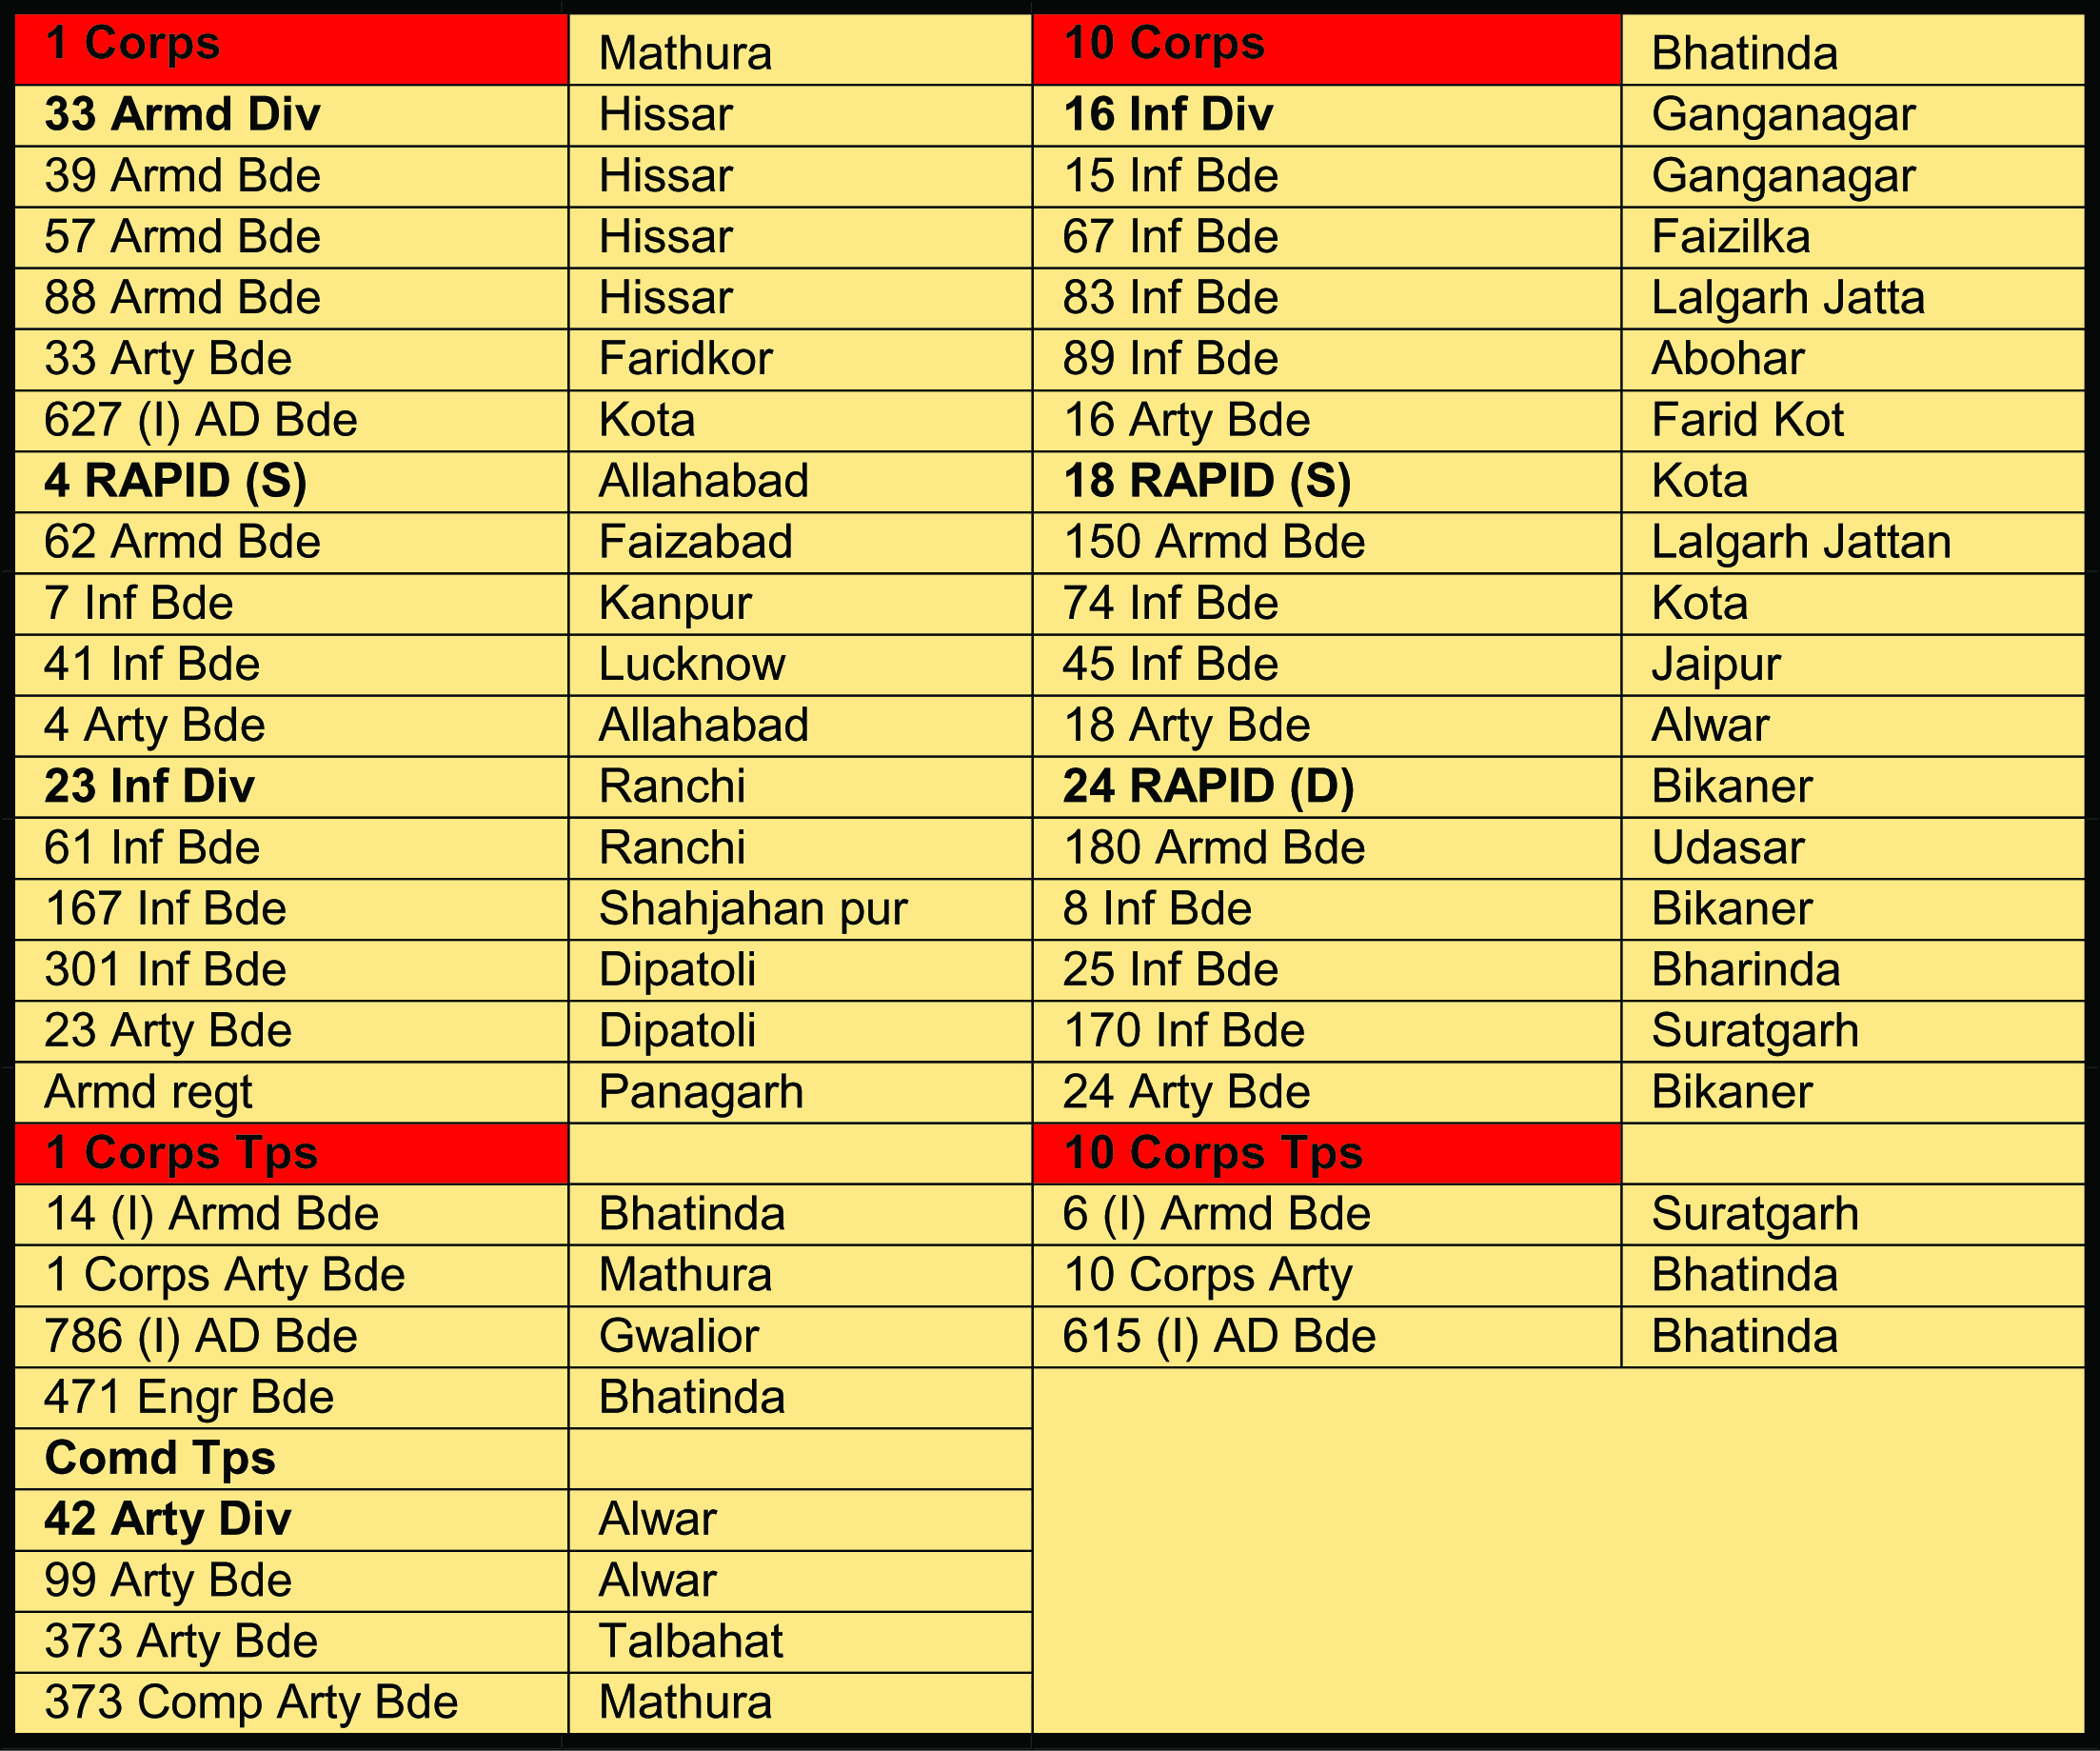 1 Corps Mathura 10 Corps Bhatinda
33 Armd Div Hissar 16 Inf Div Ganganagar
39 Armd Bde Hissar 15 Inf Bde Ganganagar
57 Armd Bde Hissar 67 Inf Bde Faizilka
88 Armd Bde Hissar 83 Inf Bde Lalgarh Jatta
33 Arty Bde Faridkor 89 Inf Bde Abohar
627 (I) AD Bde Kota 16 Arty Bde Farid Kot
4 RAPID (S) Allahabad 18 RAPID (S) Kota
62 Armd Bde Faizabad 150 Armd Bde Lalgarh Jattan
7 Inf Bde Kanpur 74 Inf Bde Kota
41 Inf Bde Lucknow 45 Inf Bde Jaipur
4 Arty Bde Allahabad 18 Arty Bde Alwar
23 Inf Div Ranchi 24 RAPID (D) Bikaner
61 Inf Bde Ranchi 180 Armd Bde Udasar
167 Inf Bde Shahjahan pur 8 Inf Bde Bikaner
301 Inf Bde Dipatoli 25 Inf Bde Bharinda
23 Arty Bde Dipatoli 170 Inf Bde Suratgarh
Armd regt Panagarh 24 Arty Bde Bikaner
1 Corps Tps 10 Corps Tps
14 (I) Armd Bde Bhatinda 6 (I) Armd Bde Suratgarh
1 Corps Arty Bde Mathura 10 Corps Arty Bhatinda
786 (I) AD Bde Gwalior 615 (I) AD Bde Bhatinda
471 Engr Bde Bhatinda
Comd Tps
42 Arty Div Alwar
99 Arty Bde Alwar
373 Arty Bde Talbahat
373 Comp Arty Bde Mathura